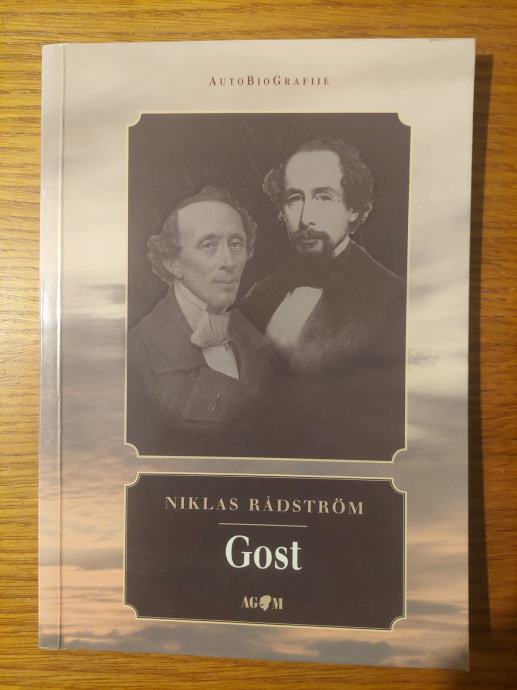 AUTOBIOGRAFIJE
NIKLAS RÅDSTRÖM
Gost
AGM